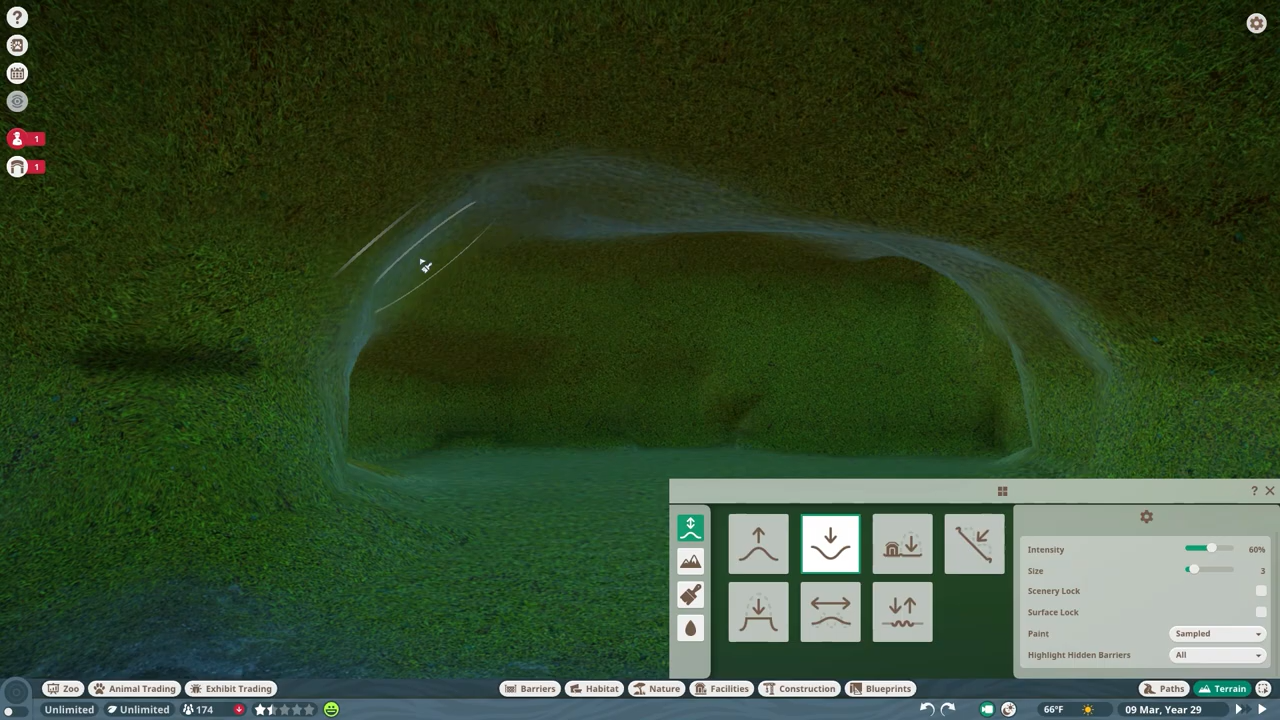 ?
1
1
? ×
Intensity 60%
Size 3
Scenery Lock
Surface Lock
Paint Sampled
Highlight Hidden Barriers All
Zoo Animal Trading Exhibit Trading Barriers Habitat Nature Facilities Construction Blueprints Paths Terrain
Unlimited Unlimited 174 66°F 09 Mar, Year 29